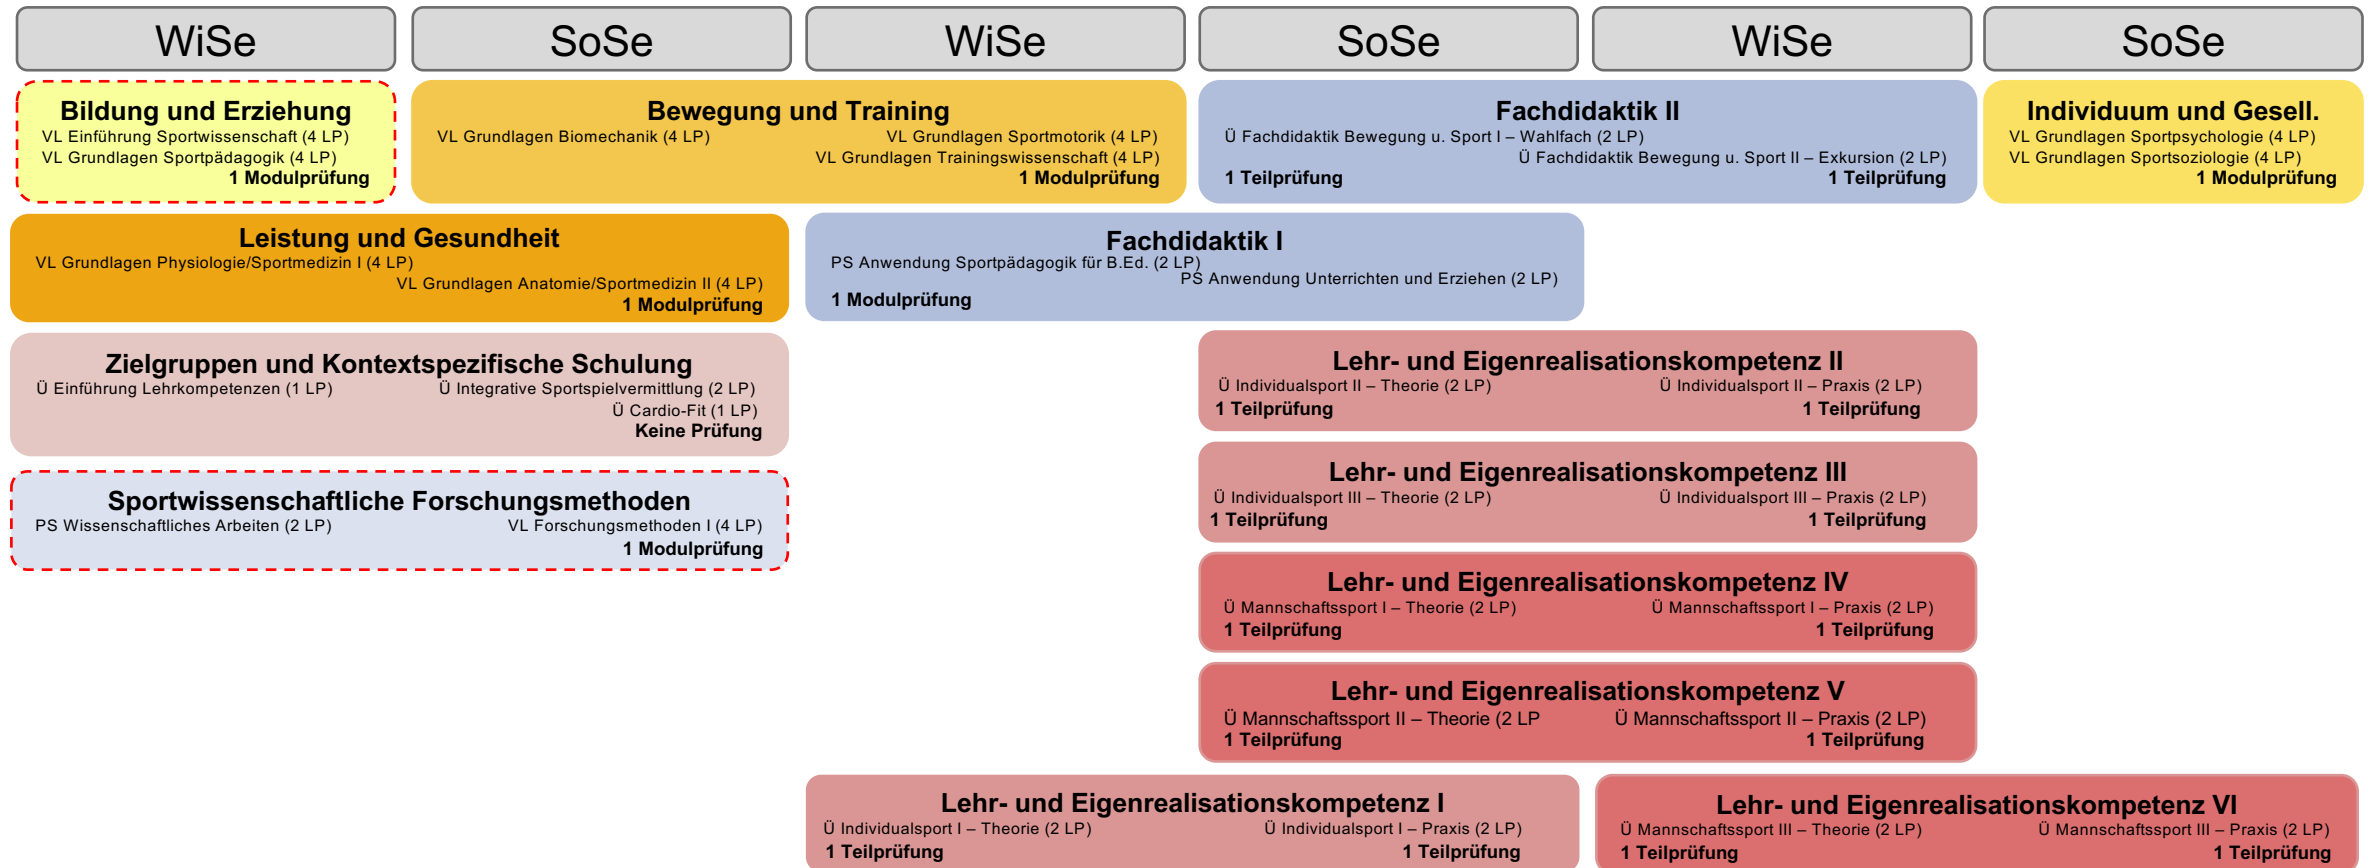 WiSe
SoSe
WiSe
SoSe
WiSe
SoSe
Bildung und Erziehung
VL Einführung Sportwissenschaft (4 LP)
VL Grundlagen Sportpädagogik (4 LP)
1 Modulprüfung
Bewegung und Training
VL Grundlagen Biomechanik (4 LP)
VL Grundlagen Sportmotorik (4 LP)
VL Grundlagen Trainingswissenschaft (4 LP)
1 Modulprüfung
Fachdidaktik II
Ü Fachdidaktik Bewegung u. Sport I – Wahlfach (2 LP)
Ü Fachdidaktik Bewegung u. Sport II – Exkursion (2 LP)
1 Teilprüfung
1 Teilprüfung
Individuum und Gesell.
VL Grundlagen Sportpsychologie (4 LP)
VL Grundlagen Sportsoziologie (4 LP)
1 Modulprüfung
Leistung und Gesundheit
VL Grundlagen Physiologie/Sportmedizin I (4 LP)
VL Grundlagen Anatomie/Sportmedizin II (4 LP)
1 Modulprüfung
Fachdidaktik I
PS Anwendung Sportpädagogik für B.Ed. (2 LP)
PS Anwendung Unterrichten und Erziehen (2 LP)
1 Modulprüfung
Zielgruppen und Kontextspezifische Schulung
Ü Einführung Lehrkompetenzen (1 LP)
Ü Integrative Sportspielvermittlung (2 LP)
Ü Cardio-Fit (1 LP)
Keine Prüfung
Lehr- und Eigenrealisationskompetenz II
Ü Individualsport II – Theorie (2 LP)
Ü Individualsport II – Praxis (2 LP)
1 Teilprüfung
1 Teilprüfung
Sportwissenschaftliche Forschungsmethoden
PS Wissenschaftliches Arbeiten (2 LP)
VL Forschungsmethoden I (4 LP)
1 Modulprüfung
Lehr- und Eigenrealisationskompetenz III
Ü Individualsport III – Theorie (2 LP)
Ü Individualsport III – Praxis (2 LP)
1 Teilprüfung
1 Teilprüfung
Lehr- und Eigenrealisationskompetenz IV
Ü Mannschaftssport I – Theorie (2 LP)
Ü Mannschaftssport I – Praxis (2 LP)
1 Teilprüfung
1 Teilprüfung
Lehr- und Eigenrealisationskompetenz V
Ü Mannschaftssport II – Theorie (2 LP
Ü Mannschaftssport II – Praxis (2 LP)
1 Teilprüfung
1 Teilprüfung
Lehr- und Eigenrealisationskompetenz I
Ü Individualsport I – Theorie (2 LP)
Ü Individualsport I – Praxis (2 LP)
1 Teilprüfung
1 Teilprüfung
Lehr- und Eigenrealisationskompetenz VI
Ü Mannschaftssport III – Theorie (2 LP)
Ü Mannschaftssport III – Praxis (2 LP)
1 Teilprüfung
1 Teilprüfung